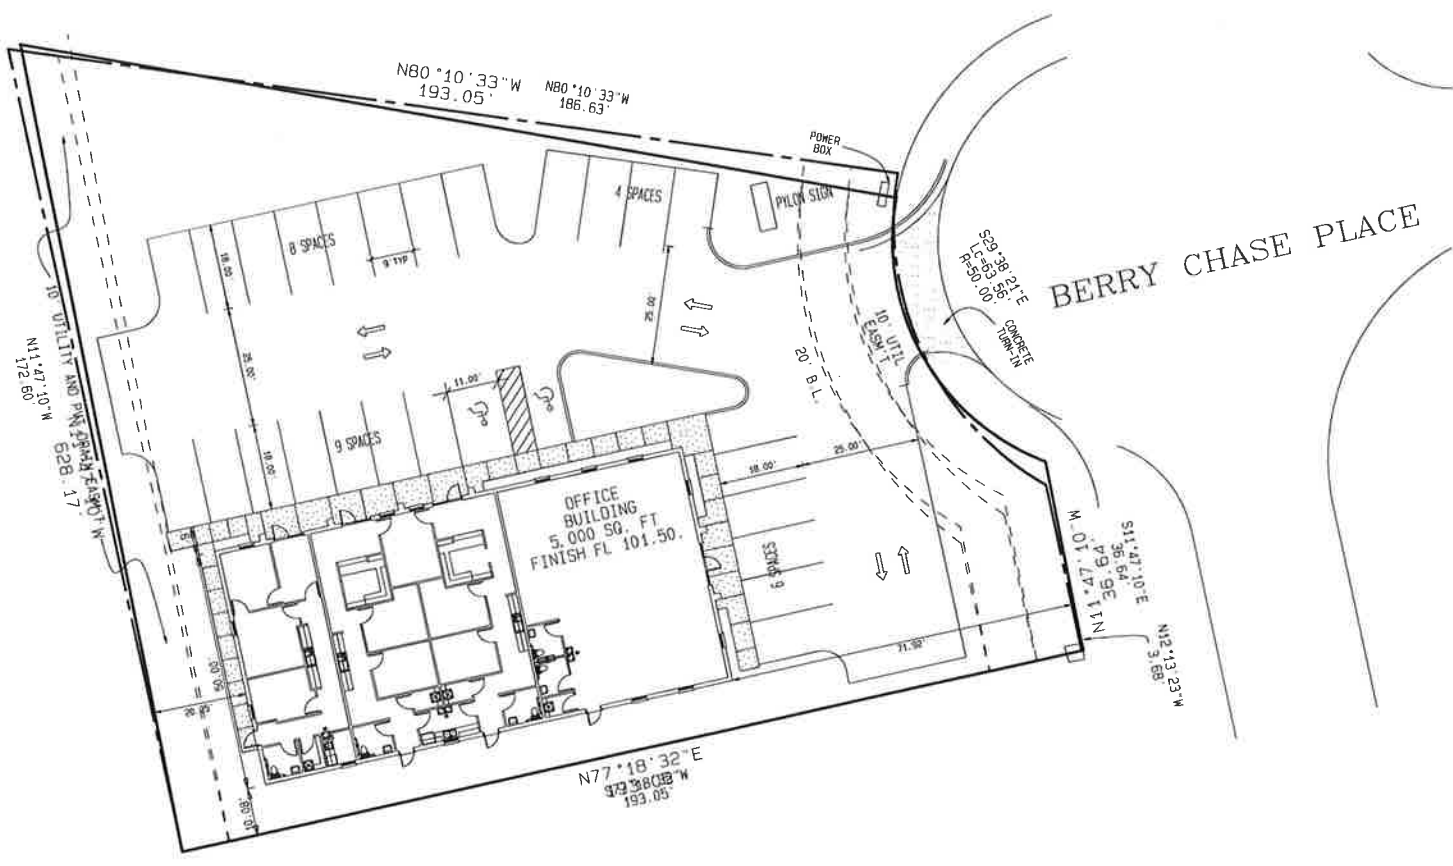 N80°10'33"W
193.05'
N80°10'33"W
186.63'
POWER
BOX
PYLON SIGN
4 SPACES
8 SPACES
9 TYP
18.00'
25.00'
25.00'
S29°38'21"E
LC=63.56'
R=50.00'
BERRY CHASE PLACE
CONCRETE
TURN-IN
10' UTIL
EASM'T
20' B.L.
10' UTILITY AND
N11°47'10"W
172.60'
628.17'
11.00'
9 SPACES
18.00'
18.00'
25.00'
OFFICE
BUILDING
5,000 SQ. FT
FINISH FL 101.50.
6 SPACES
N11°47'10"W
36.64'
S11°47'10"E
36.64'
N12°13'23"W
3.68'
71.92'
10.08'
N77°18'32"E
193.05'